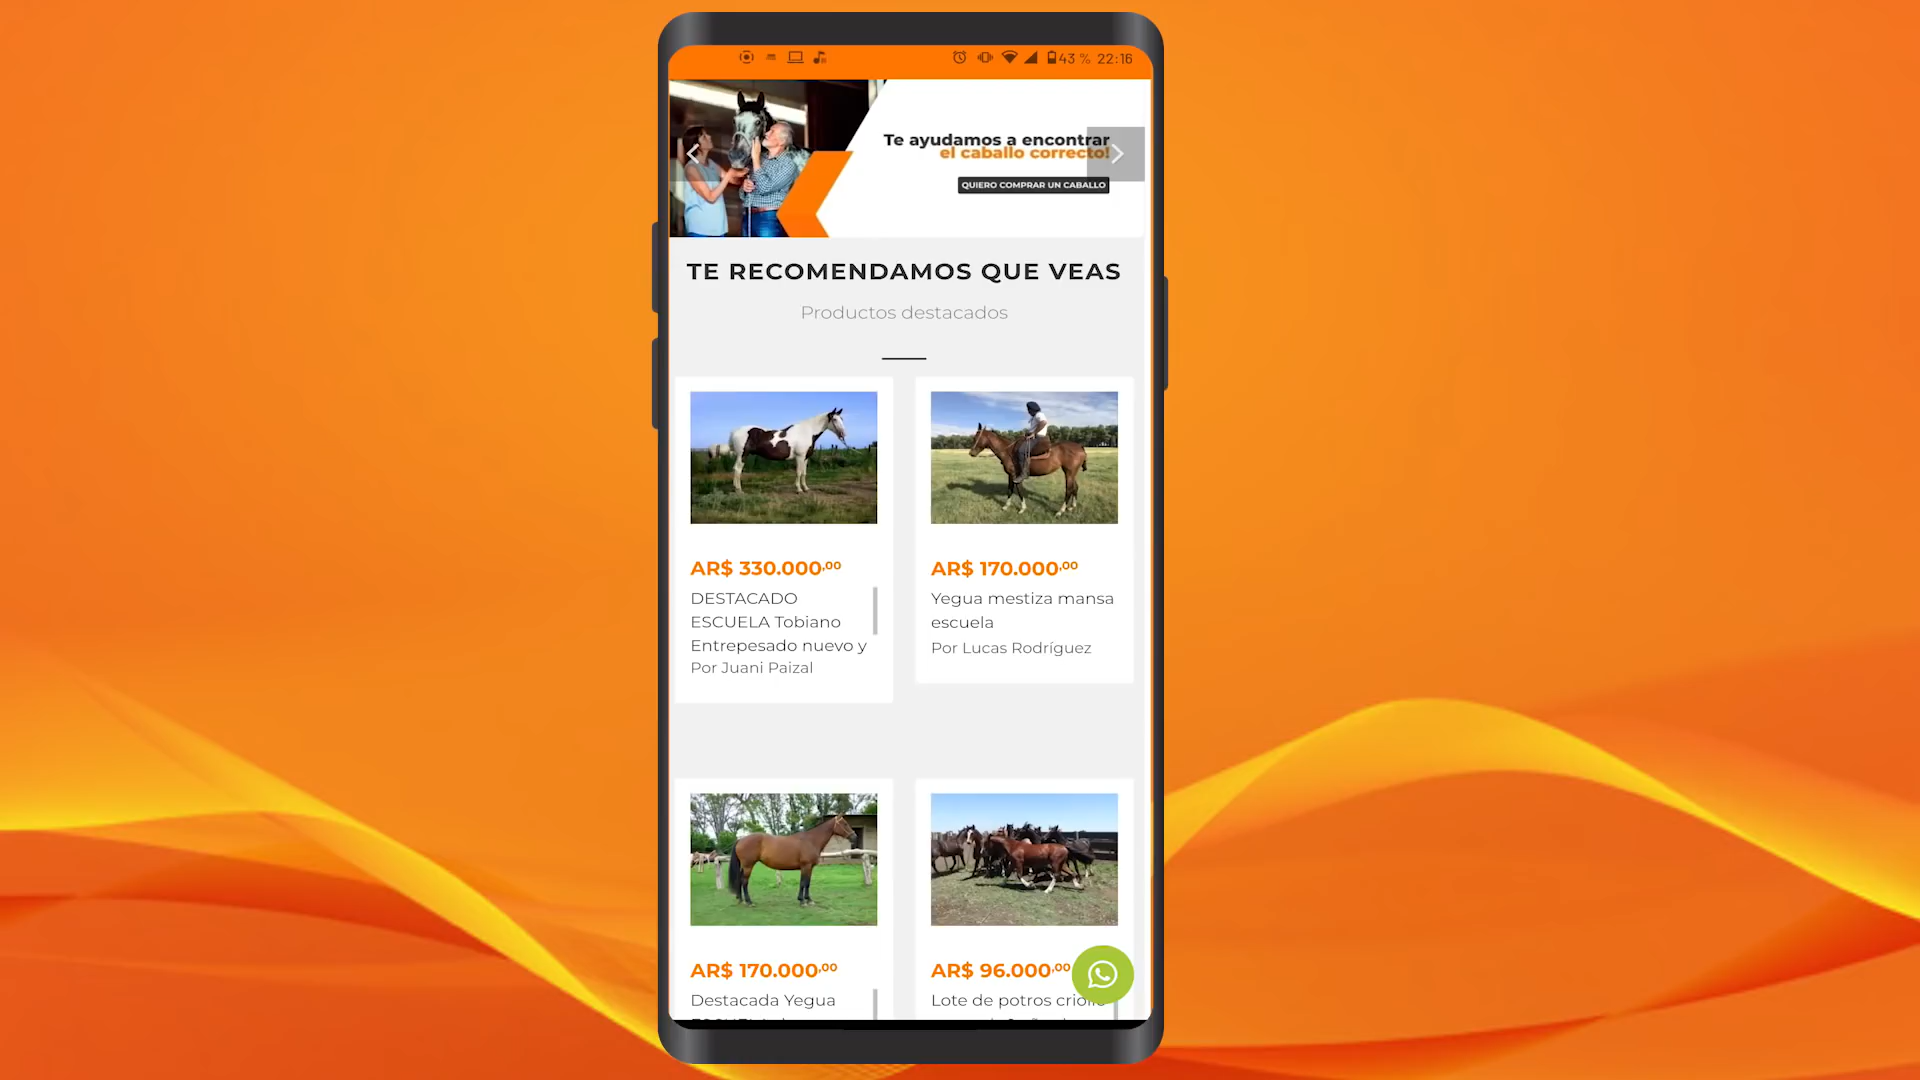 43 % 22:16
Te ayudamos a encontrar
el caballo correcto!
QUIERO COMPRAR UN CABALLO
TE RECOMENDAMOS QUE VEAS
Productos destacados
AR$ 330.000,00
DESTACADO
ESCUELA Tobiano
Entrepesado nuevo y
Por Juani Paizal
AR$ 170.000,00
Yegua mestiza mansa
escuela
Por Lucas Rodríguez
AR$ 170.000,00
Destacada Yegua
AR$ 96.000,00
Lote de potros criollo